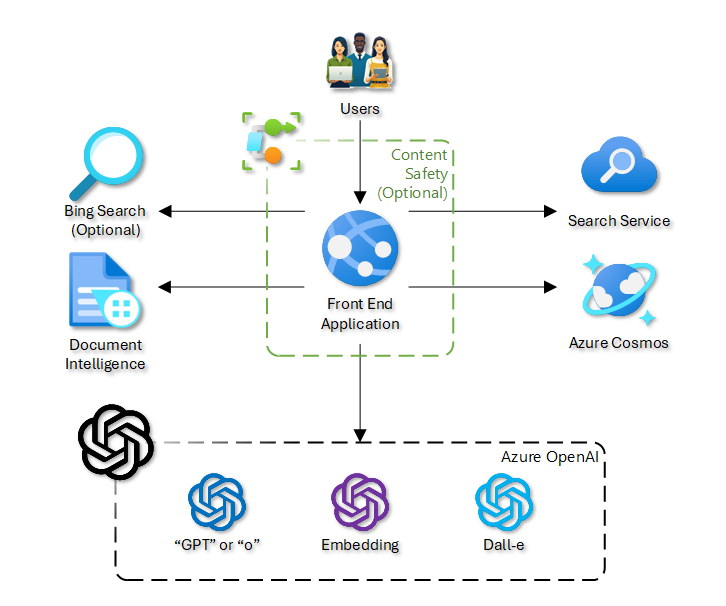 Users
Content
Safety
(Optional)
Bing Search
(Optional)
Search Service
Front End
Application
Document
Intelligence
Azure Cosmos
Azure OpenAI
“GPT” or “o”
Embedding
Dall-e